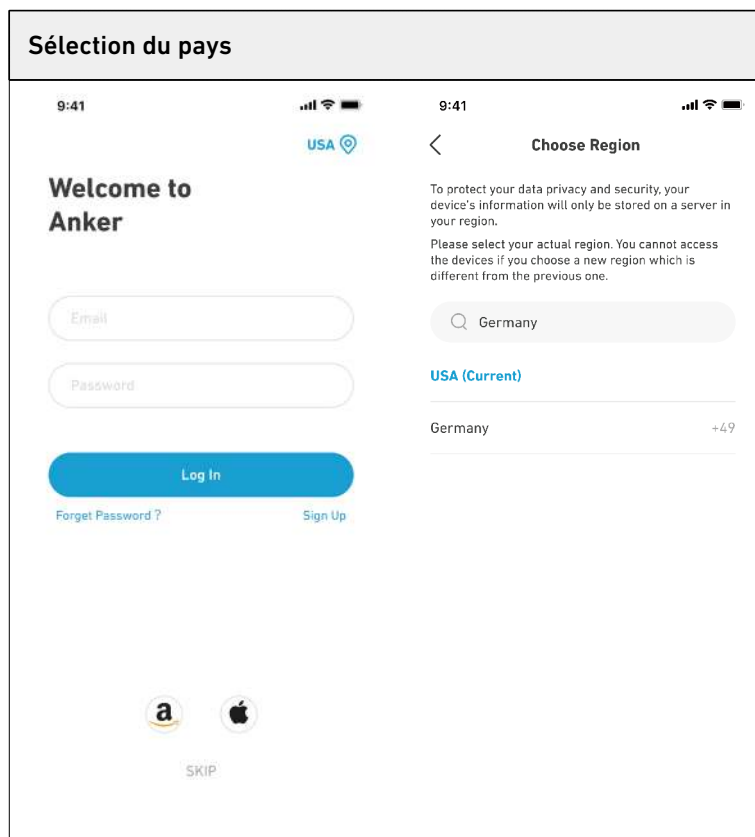 Sélection du pays
9:41
USA
Welcome to
Anker
Email
Password
Log In
Forget Password ?
Sign Up
a
SKIP
9:41
Choose Region
To protect your data privacy and security, your
device's information will only be stored on a server in
your region.
Please select your actual region. You cannot access
the devices if you choose a new region which is
different from the previous one.
Germany
USA (Current)
Germany +49